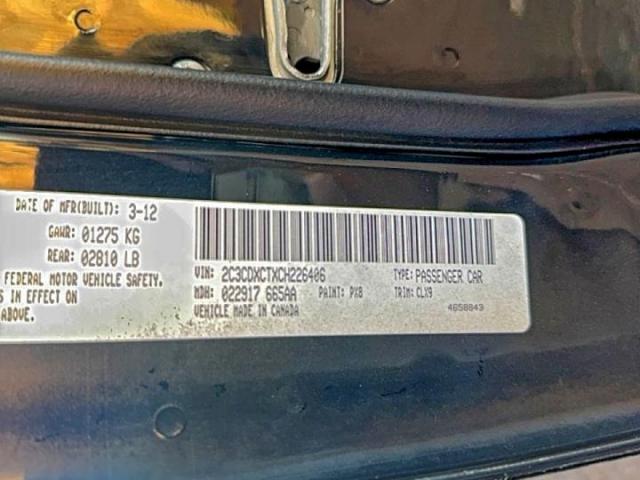 DATE OF MFR(BUILT): 3-12
GAWR: 01275 KG
REAR: 02810 LB
FEDERAL MOTOR VEHICLE SAFETY
S IN EFFECT ON
ABOVE.
VIN: 2C3CDXCTXCH226406 TYPE: PASSENGER CAR
MDH: 022917 665AA PAINT: PX8 TRIM: CLX9
VEHICLE MADE IN CANADA 4658843